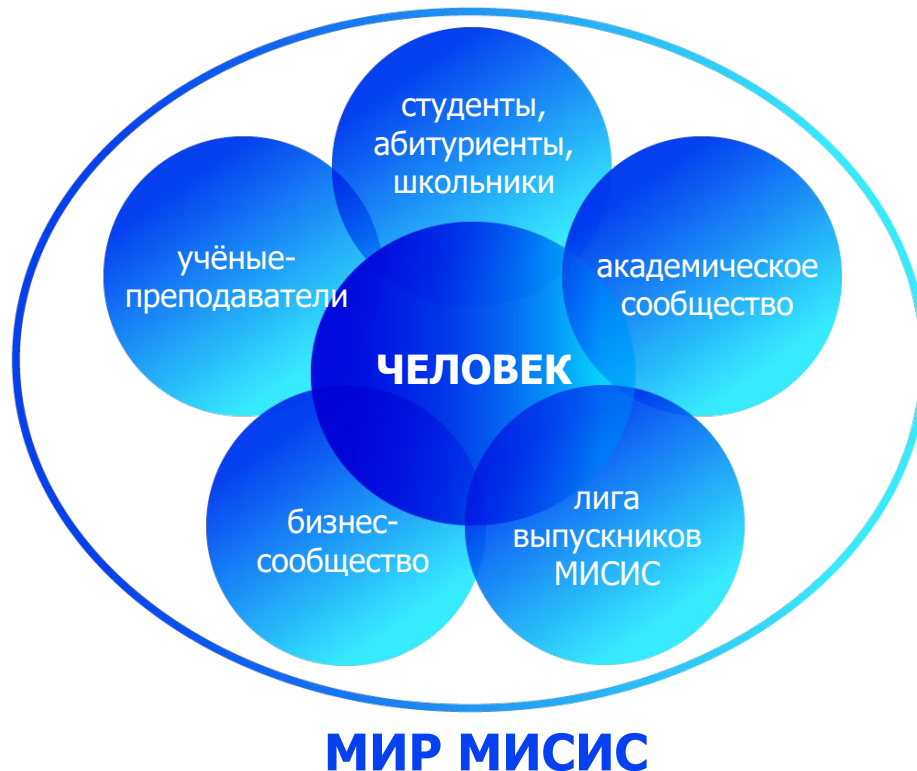 студенты,
абитуриенты,
школьники
учёные-
преподаватели
академическое
сообщество
ЧЕЛОВЕК
бизнес-
сообщество
лига
выпускников
МИСИС
МИР МИСИС